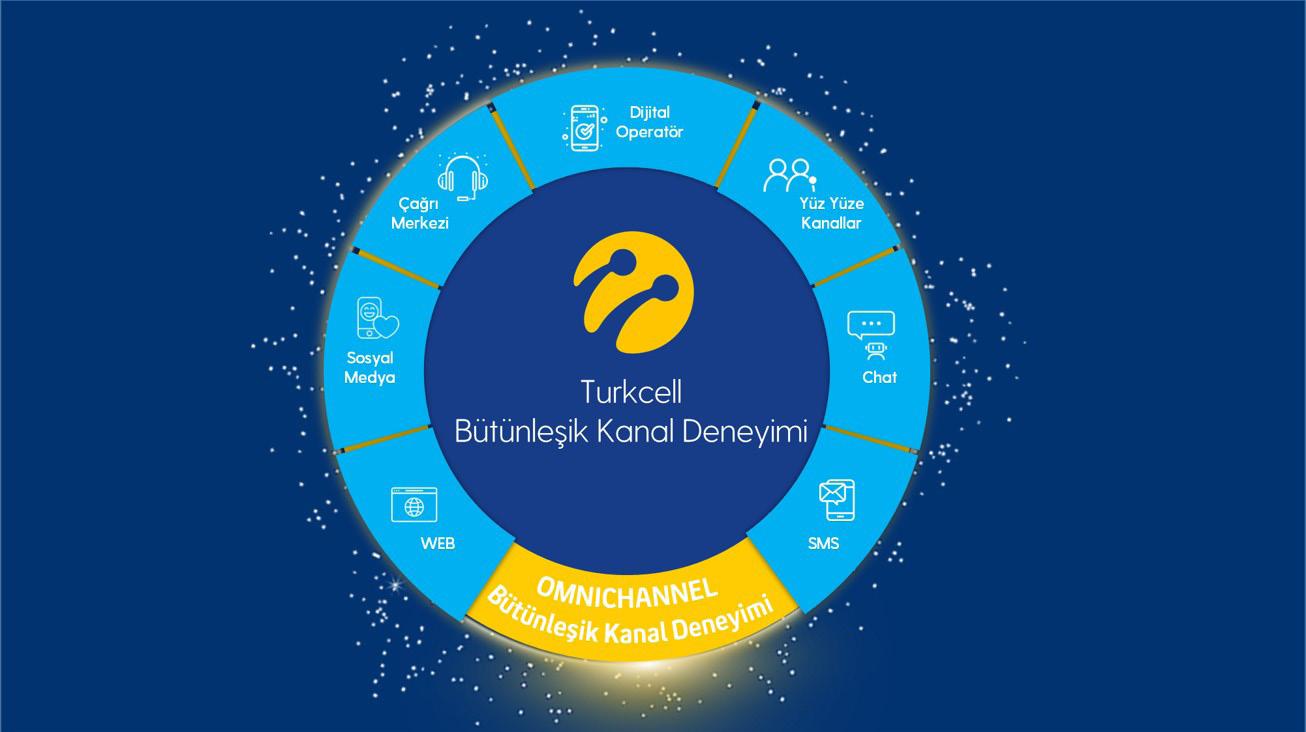 Dijital
Operatör
Çağrı
Merkezi
Yüz Yüze
Kanallar
Sosyal
Medya
Chat
Turkcell
Bütünleşik Kanal Deneyimi
WEB
SMS
OMNICHANNEL
Bütünleşik Kanal Deneyimi